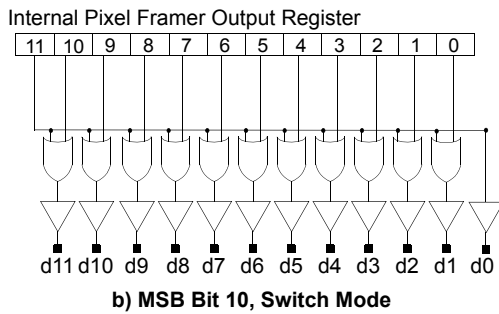 Internal Pixel Framer Output Register
11 10 9 8 7 6 5 4 3 2 1 0
d11 d10 d9 d8 d7 d6 d5 d4 d3 d2 d1 d0
b) MSB Bit 10, Switch Mode